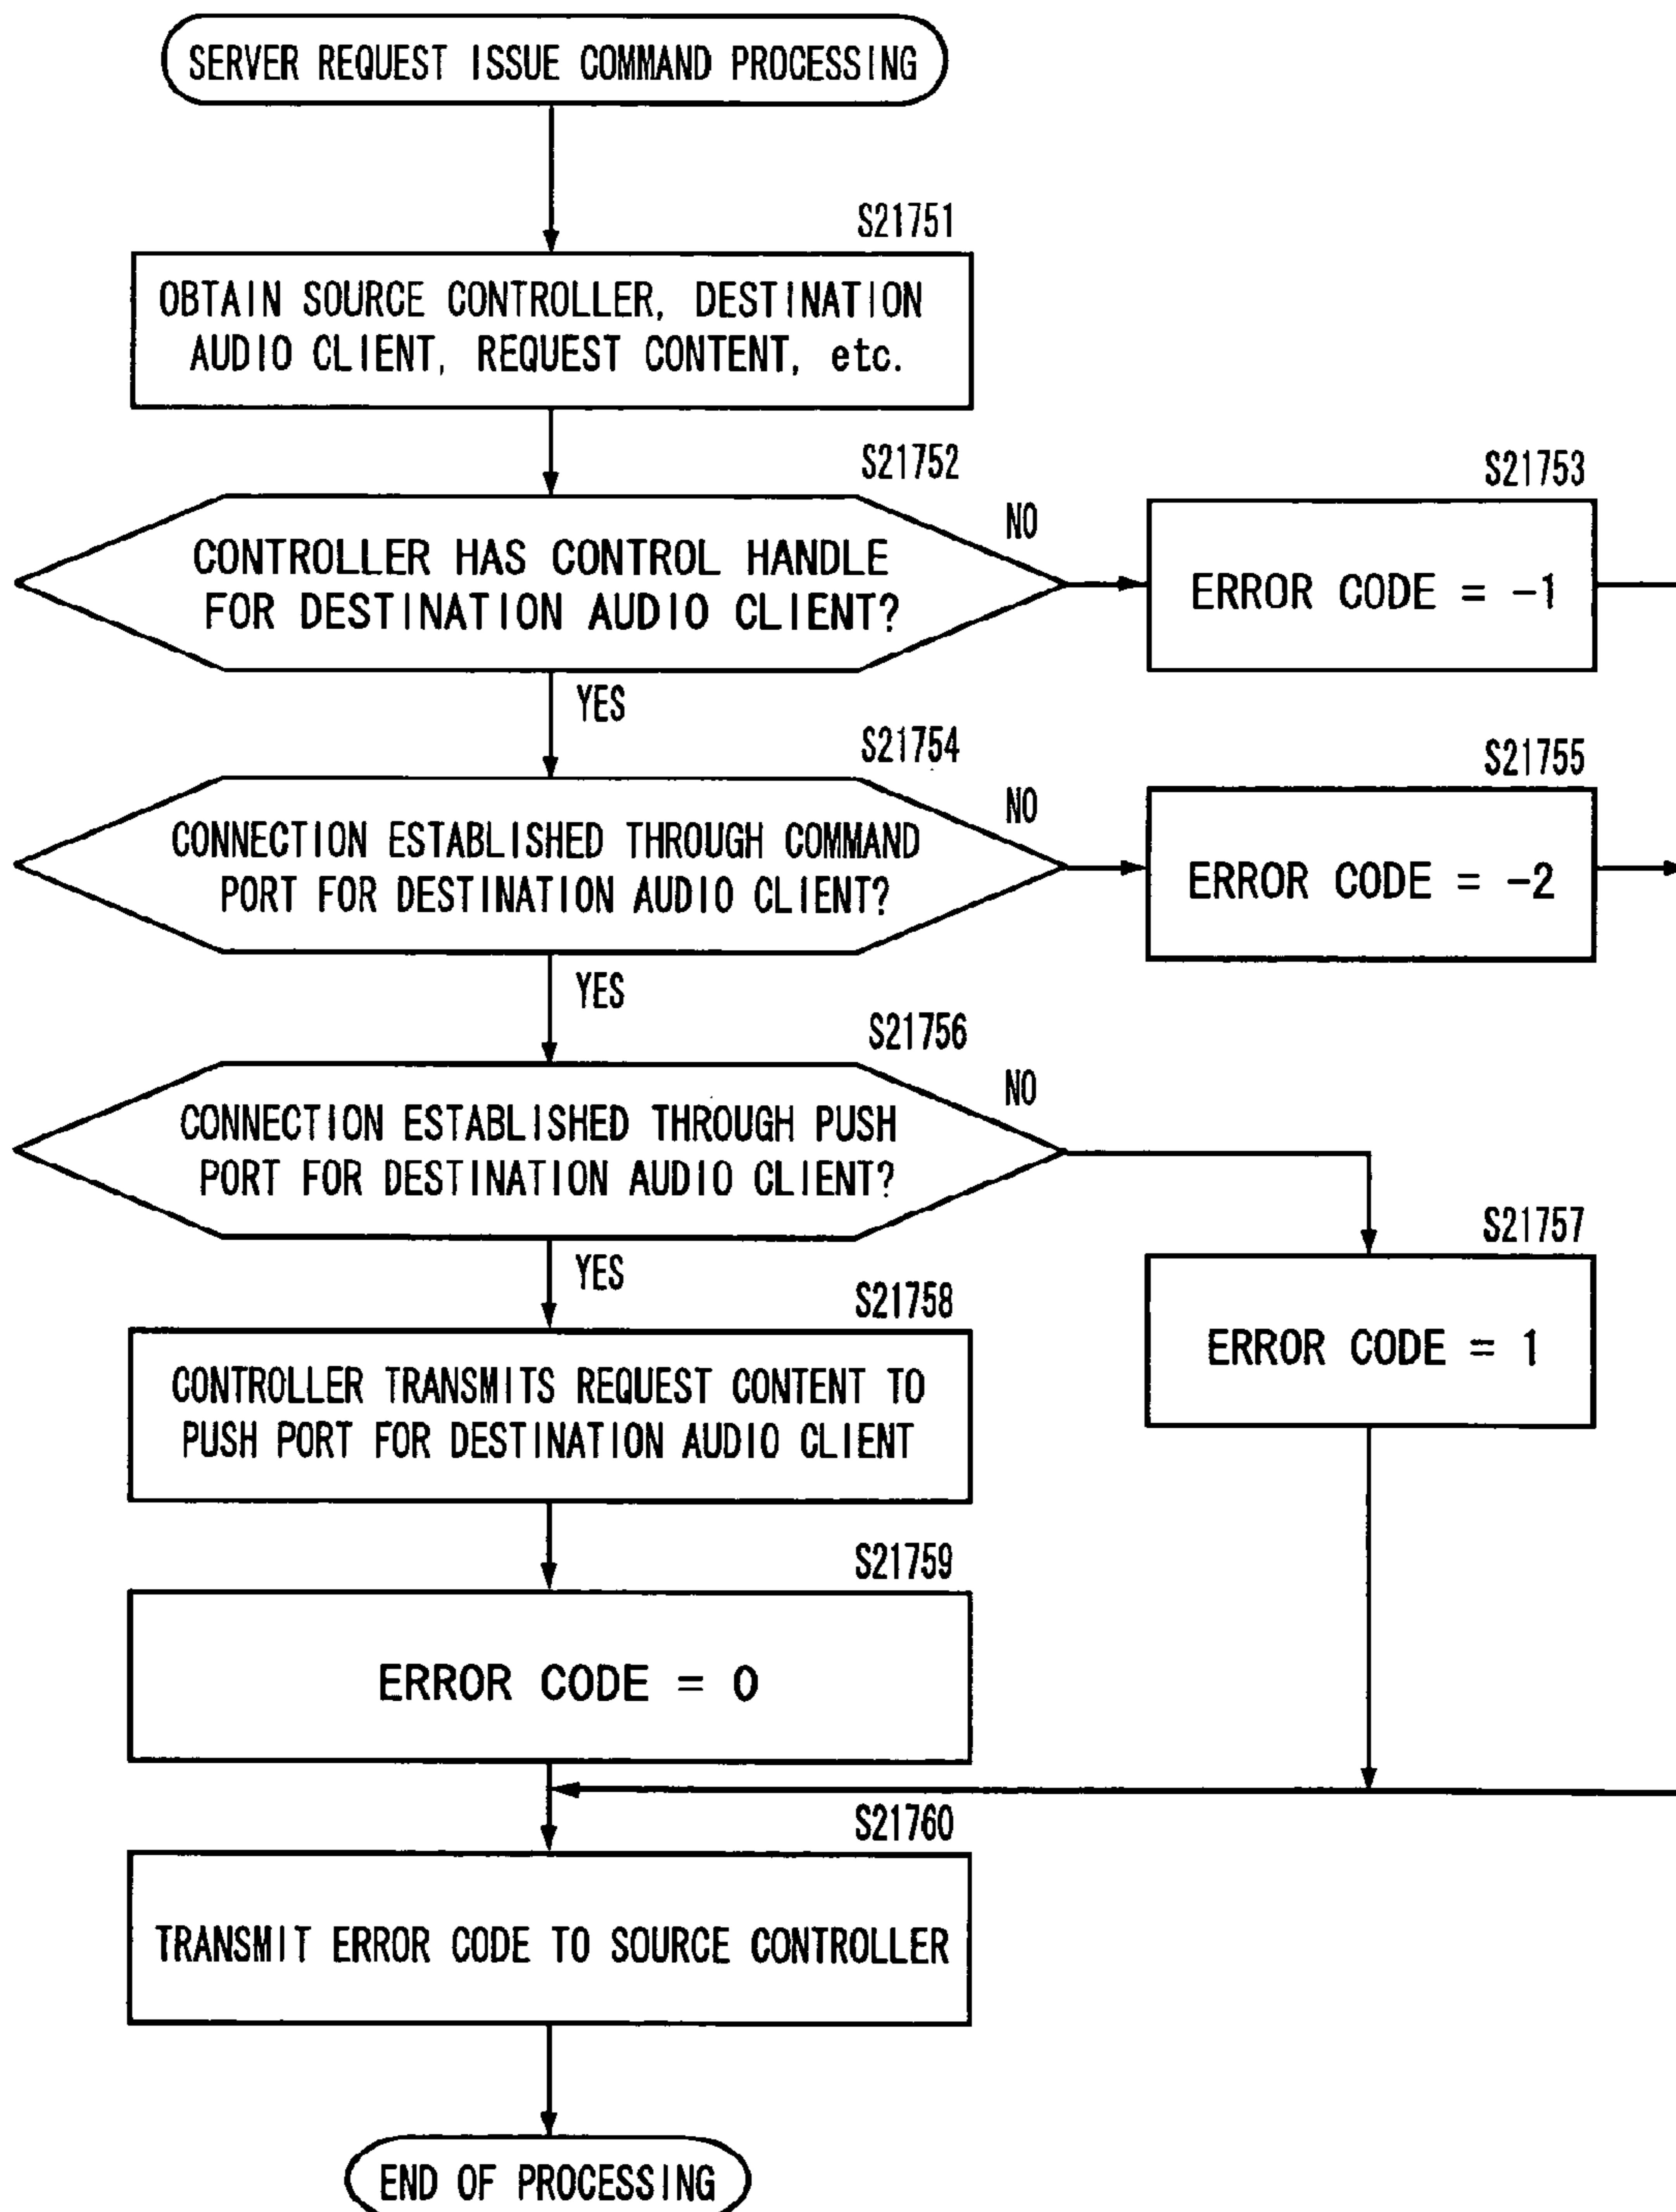 SERVER REQUEST ISSUE COMMAND PROCESSING
S21751
OBTAIN SOURCE CONTROLLER, DESTINATION
AUDIO CLIENT, REQUEST CONTENT, etc.
S21752
CONTROLLER HAS CONTROL HANDLE
FOR DESTINATION AUDIO CLIENT?
NO
S21753
ERROR CODE = -1
YES
S21754
CONNECTION ESTABLISHED THROUGH COMMAND
PORT FOR DESTINATION AUDIO CLIENT?
NO
S21755
ERROR CODE = -2
YES
S21756
CONNECTION ESTABLISHED THROUGH PUSH
PORT FOR DESTINATION AUDIO CLIENT?
NO
S21757
ERROR CODE = 1
YES
S21758
CONTROLLER TRANSMITS REQUEST CONTENT TO
PUSH PORT FOR DESTINATION AUDIO CLIENT
S21759
ERROR CODE = 0
S21760
TRANSMIT ERROR CODE TO SOURCE CONTROLLER
END OF PROCESSING